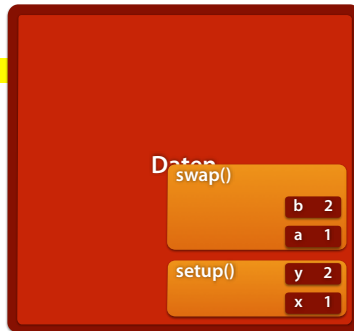 Daten
swap()
b 2
a 1
setup()
y 2
x 1